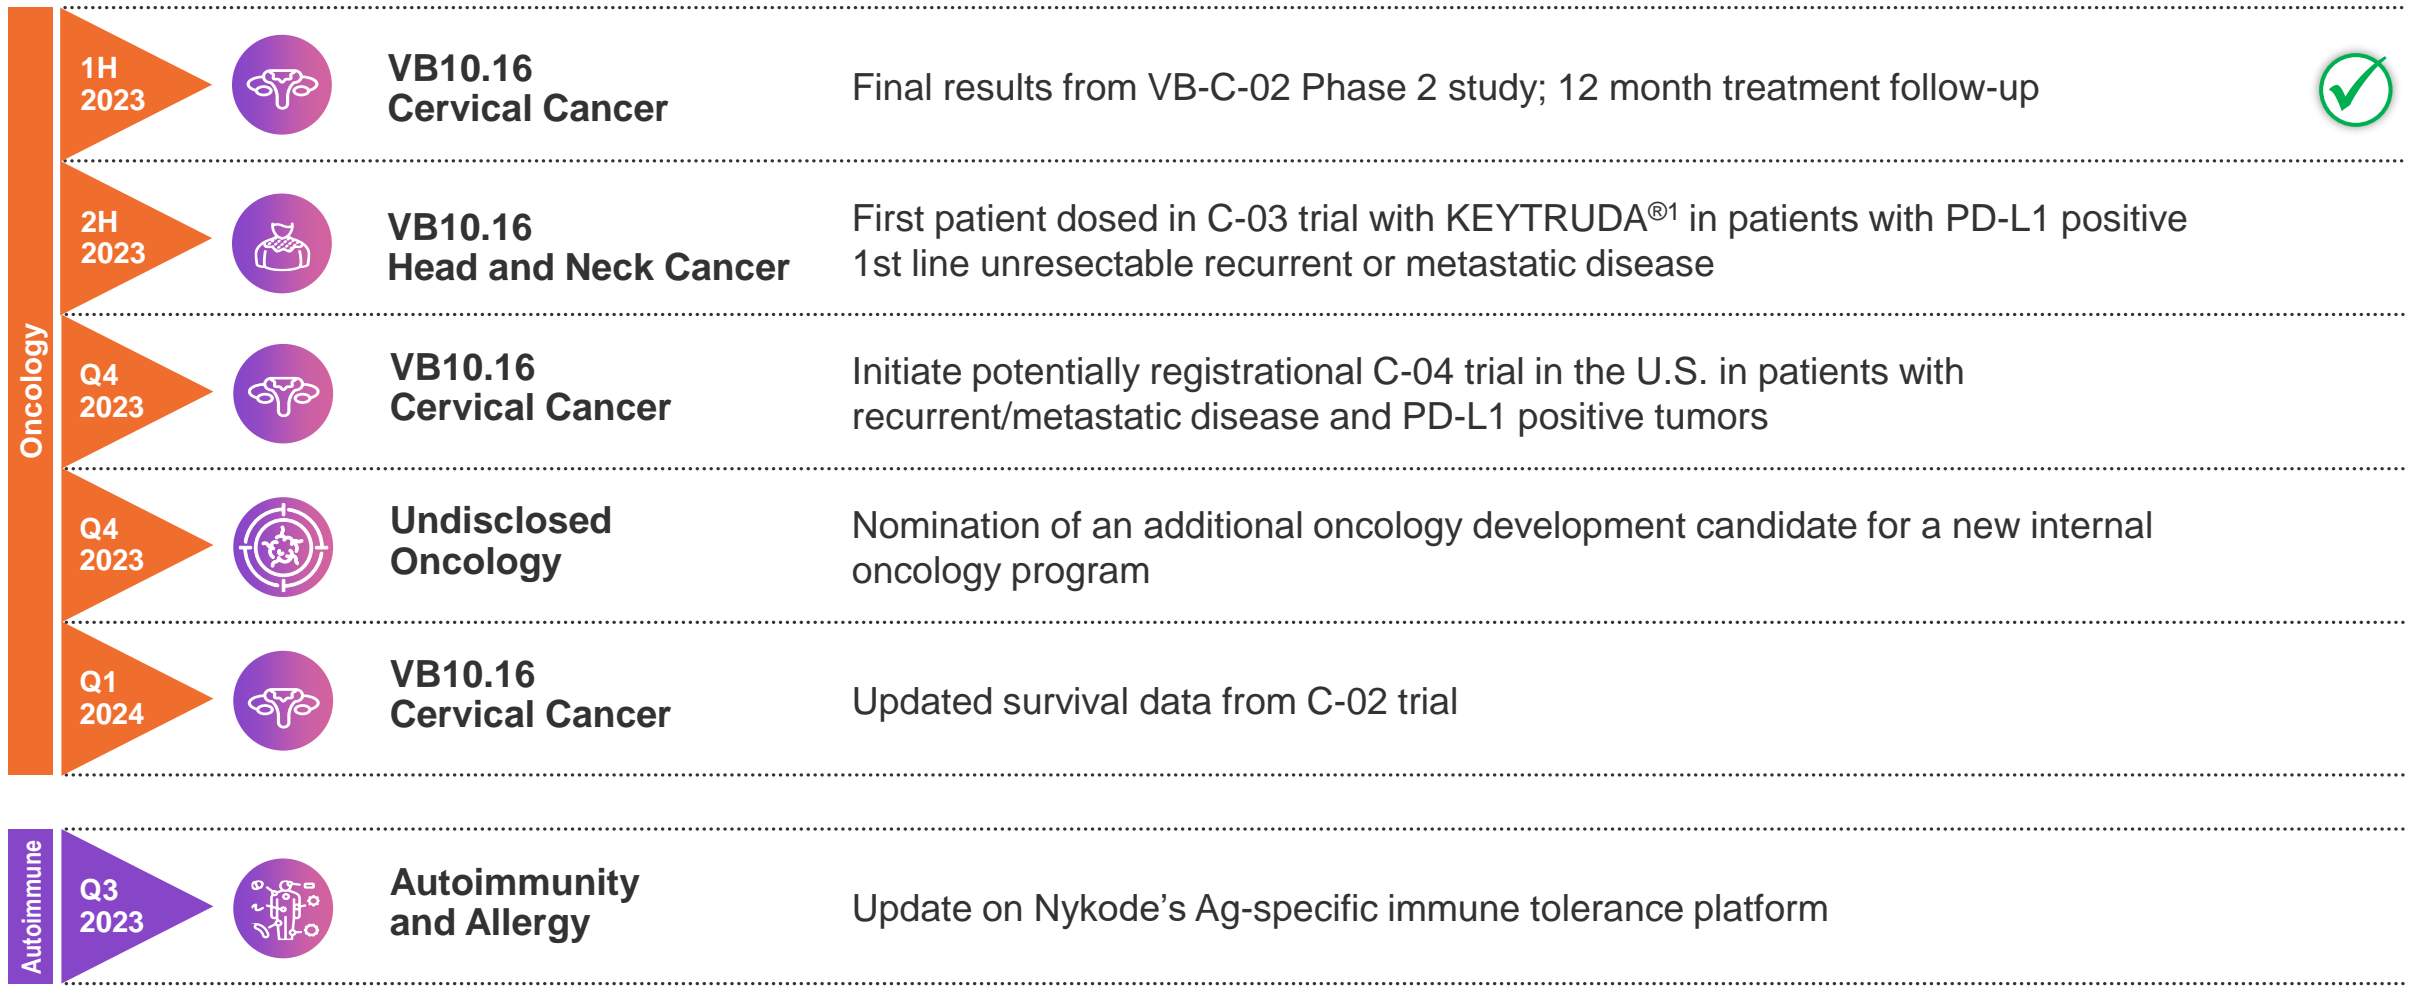 Oncology
1H
2023
VB10.16
Cervical Cancer
Final results from VB-C-02 Phase 2 study; 12 month treatment follow-up
2H
2023
VB10.16
Head and Neck Cancer
First patient dosed in C-03 trial with KEYTRUDA®1 in patients with PD-L1 positive
1st line unresectable recurrent or metastatic disease
Q4
2023
VB10.16
Cervical Cancer
Initiate potentially registrational C-04 trial in the U.S. in patients with
recurrent/metastatic disease and PD-L1 positive tumors
Q4
2023
Undisclosed
Oncology
Nomination of an additional oncology development candidate for a new internal
oncology program
Q1
2024
VB10.16
Cervical Cancer
Updated survival data from C-02 trial
Autoimmune
Q3
2023
Autoimmunity
and Allergy
Update on Nykode’s Ag-specific immune tolerance platform